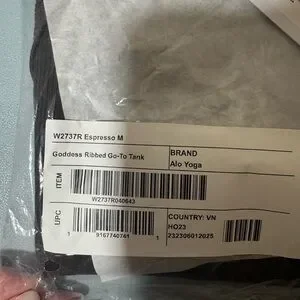 W2737R Espresso M
Goddess Ribbed Go-To Tank
BRAND
Alo Yoga
ITEM
W2737R040643
UPC
1 9167740741 1
COUNTRY: VN
HO23
232306012025